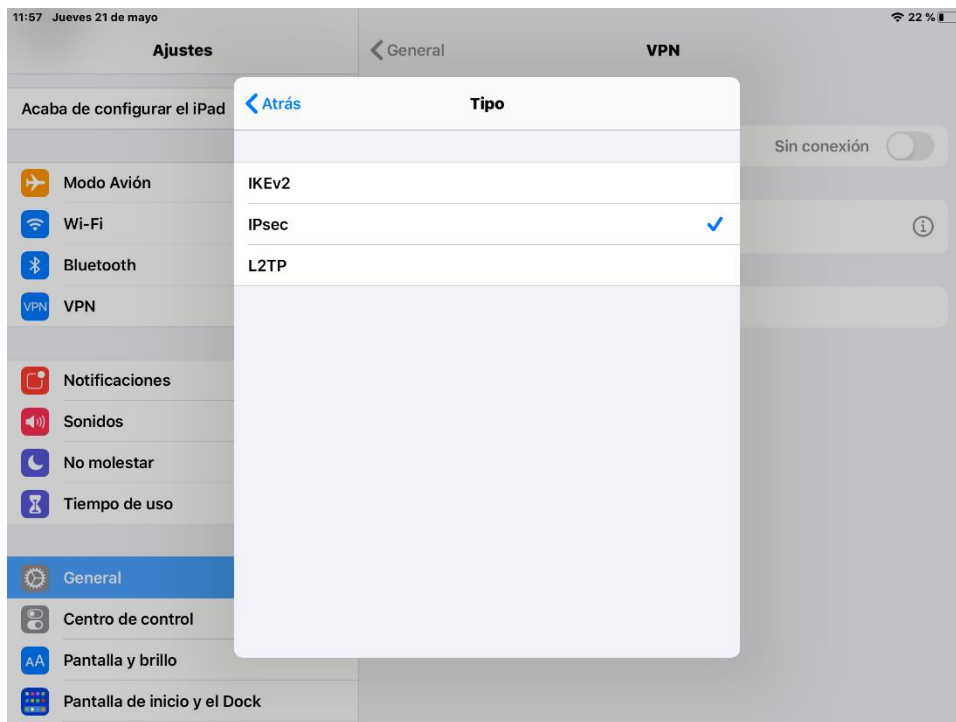 11:57 Jueves 21 de mayo
22 %
Ajustes
General
VPN
Acaba de configurar el iPad
Atrás
Tipo
Sin conexión
Modo Avión
IKEv2
Wi-Fi
IPsec
Bluetooth
L2TP
VPN
VPN
Notificaciones
Sonidos
No molestar
Tiempo de uso
General
Centro de control
AA
Pantalla y brillo
Pantalla de inicio y el Dock